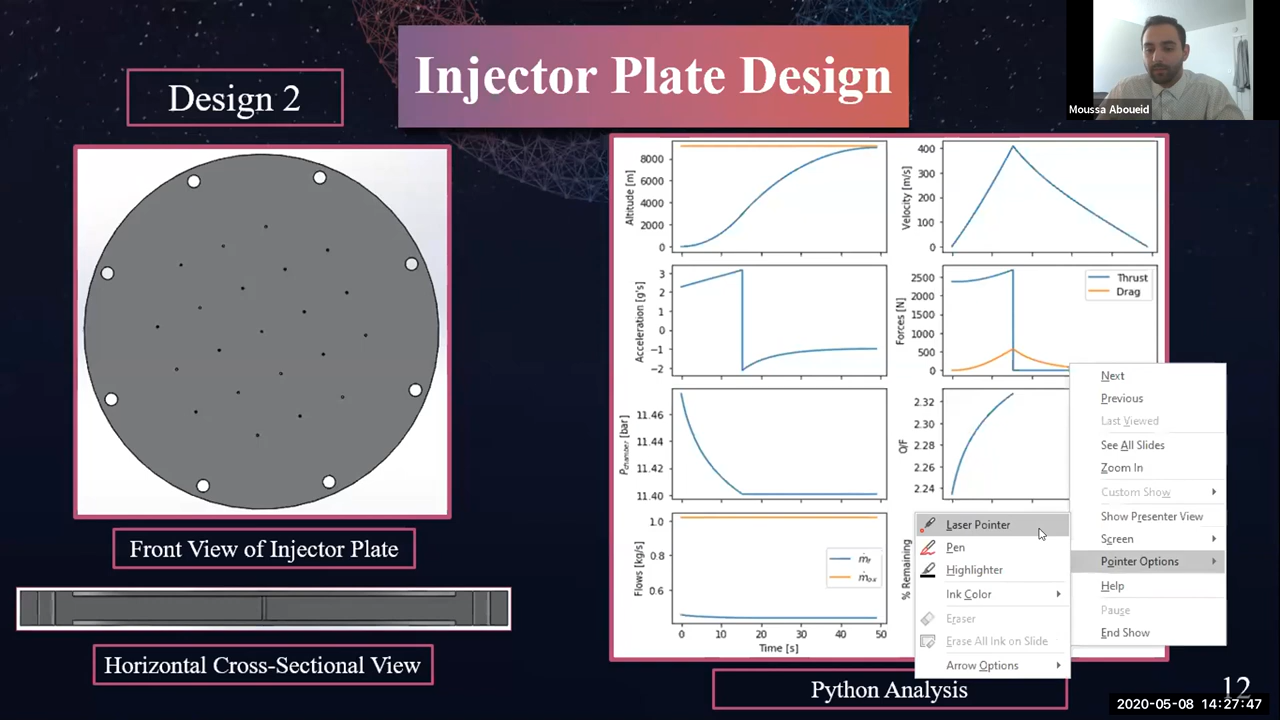 Injector Plate Design
Moussa Aboueid
Design 2
Front View of Injector Plate
Horizontal Cross-Sectional View
Altitude [m]
8000
6000
4000
2000
0
Velocity [m/s]
400
300
200
100
0
Acceleration [g's]
3
2
1
0
−1
−2
Forces [N]
2500
2000
1500
1000
500
0
Thrust
Drag
Pchamber [bar]
11.46
11.44
11.42
11.40
O/F
2.32
2.30
2.28
2.26
2.24
Flows [kg/s]
1.0
0.8
0.6
ṁf
ṁox
0 10 20 30 40 50
Time [s]
% Remaining
Python Analysis
Laser Pointer
Pen
Highlighter
Ink Color
Eraser
Erase All Ink on Slide
Arrow Options
Next
Previous
Last Viewed
See All Slides
Zoom In
Custom Show
Show Presenter View
Screen
Pointer Options
Help
Pause
End Show
12
2020-05-08 14:27:47